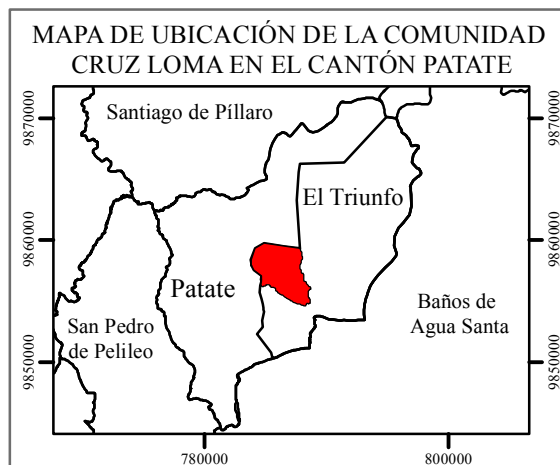 MAPA DE UBICACIÓN DE LA COMUNIDAD
CRUZ LOMA EN EL CANTÓN PATATE
Santiago de Píllaro
El Triunfo
Patate
San Pedro
de Pelileo
Baños de
Agua Santa
9870000
9860000
9850000
9870000
9860000
9850000
780000
800000